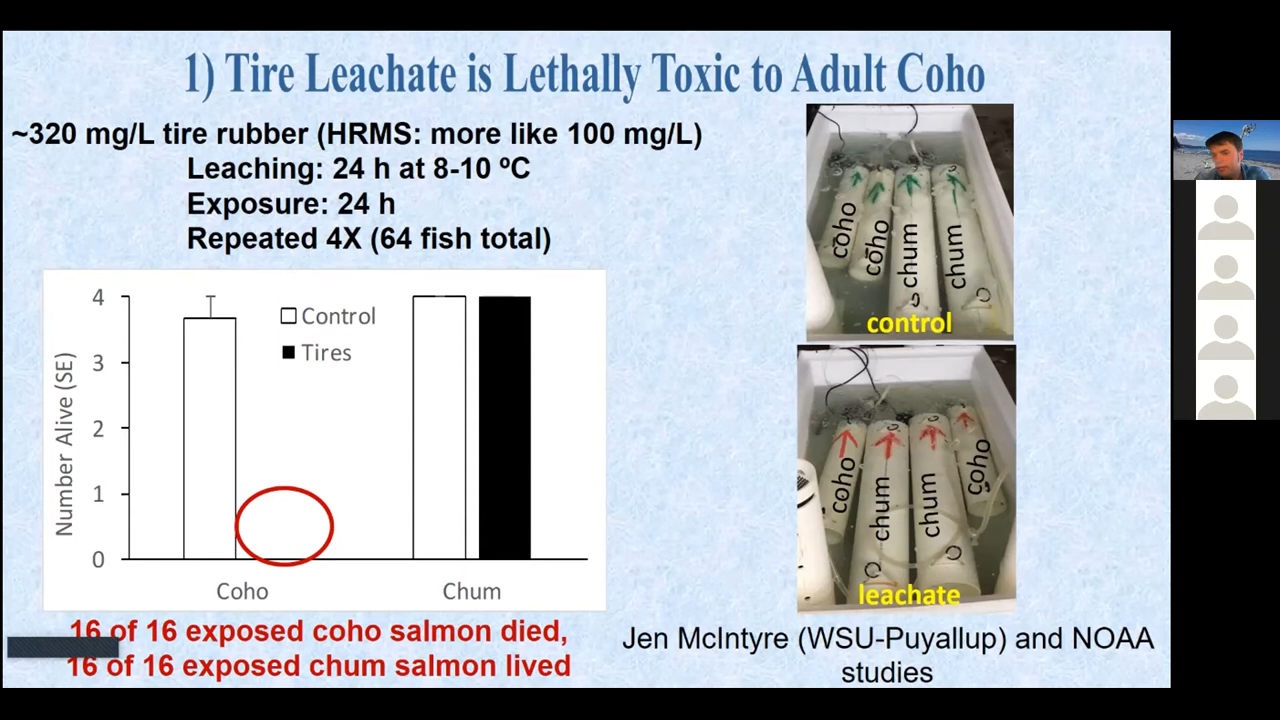 1) Tire Leachate is Lethally Toxic to Adult Coho
~320 mg/L tire rubber (HRMS: more like 100 mg/L)
Leaching: 24 h at 8-10 ºC
Exposure: 24 h
Repeated 4X (64 fish total)
Number Alive (SE)
4
3
2
1
0
Control
Tires
Coho
Chum
16 of 16 exposed coho salmon died,
16 of 16 exposed chum salmon lived
coho
coho
chum
chum
control
coho
chum
chum
coho
leachate
Jen McIntyre (WSU-Puyallup) and NOAA
studies